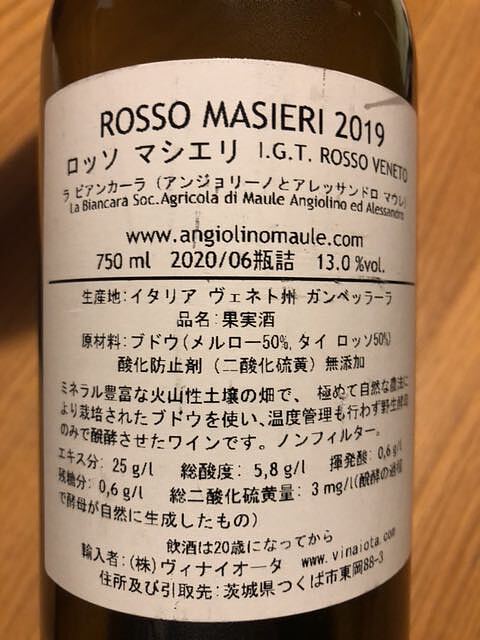 ROSSO MASIERI 2019
ロッソ マシエリ I.G.T. ROSSO VENETO
ラ ビアンカーラ (アンジョリーノとアレッサンドロ マウレ)
La Biancara Soc.Agricola di Maule Angiolino ed Alessandro
www.angiolinomaule.com
750 ml 2020/06瓶詰 13.0 %vol.
生産地:イタリア ヴェネト州 ガンベッラーラ
品名:果実酒
原材料:ブドウ(メルロー50%, タイ ロッソ50%)
酸化防止剤 (二酸化硫黄) 無添加
ミネラル豊富な火山性土壌の畑で、極めて自然な農法に
より栽培されたブドウを使い、温度管理も行わず野生酵母
のみで醗酵させたワインです。ノンフィルター。
エキス分: 25 g/l 総酸度: 5,8 g/l 揮発酸: 0,6 g/l
残糖分: 0,6 g/l 総二酸化硫黄量: 3 mg/l(醗酵の過程
で酵母が自然に生成したもの)
飲酒は20歳になってから
輸入者:(株)ヴィナイオータ www.vinaiota.com
住所及び引取先:茨城県つくば市東岡88-3